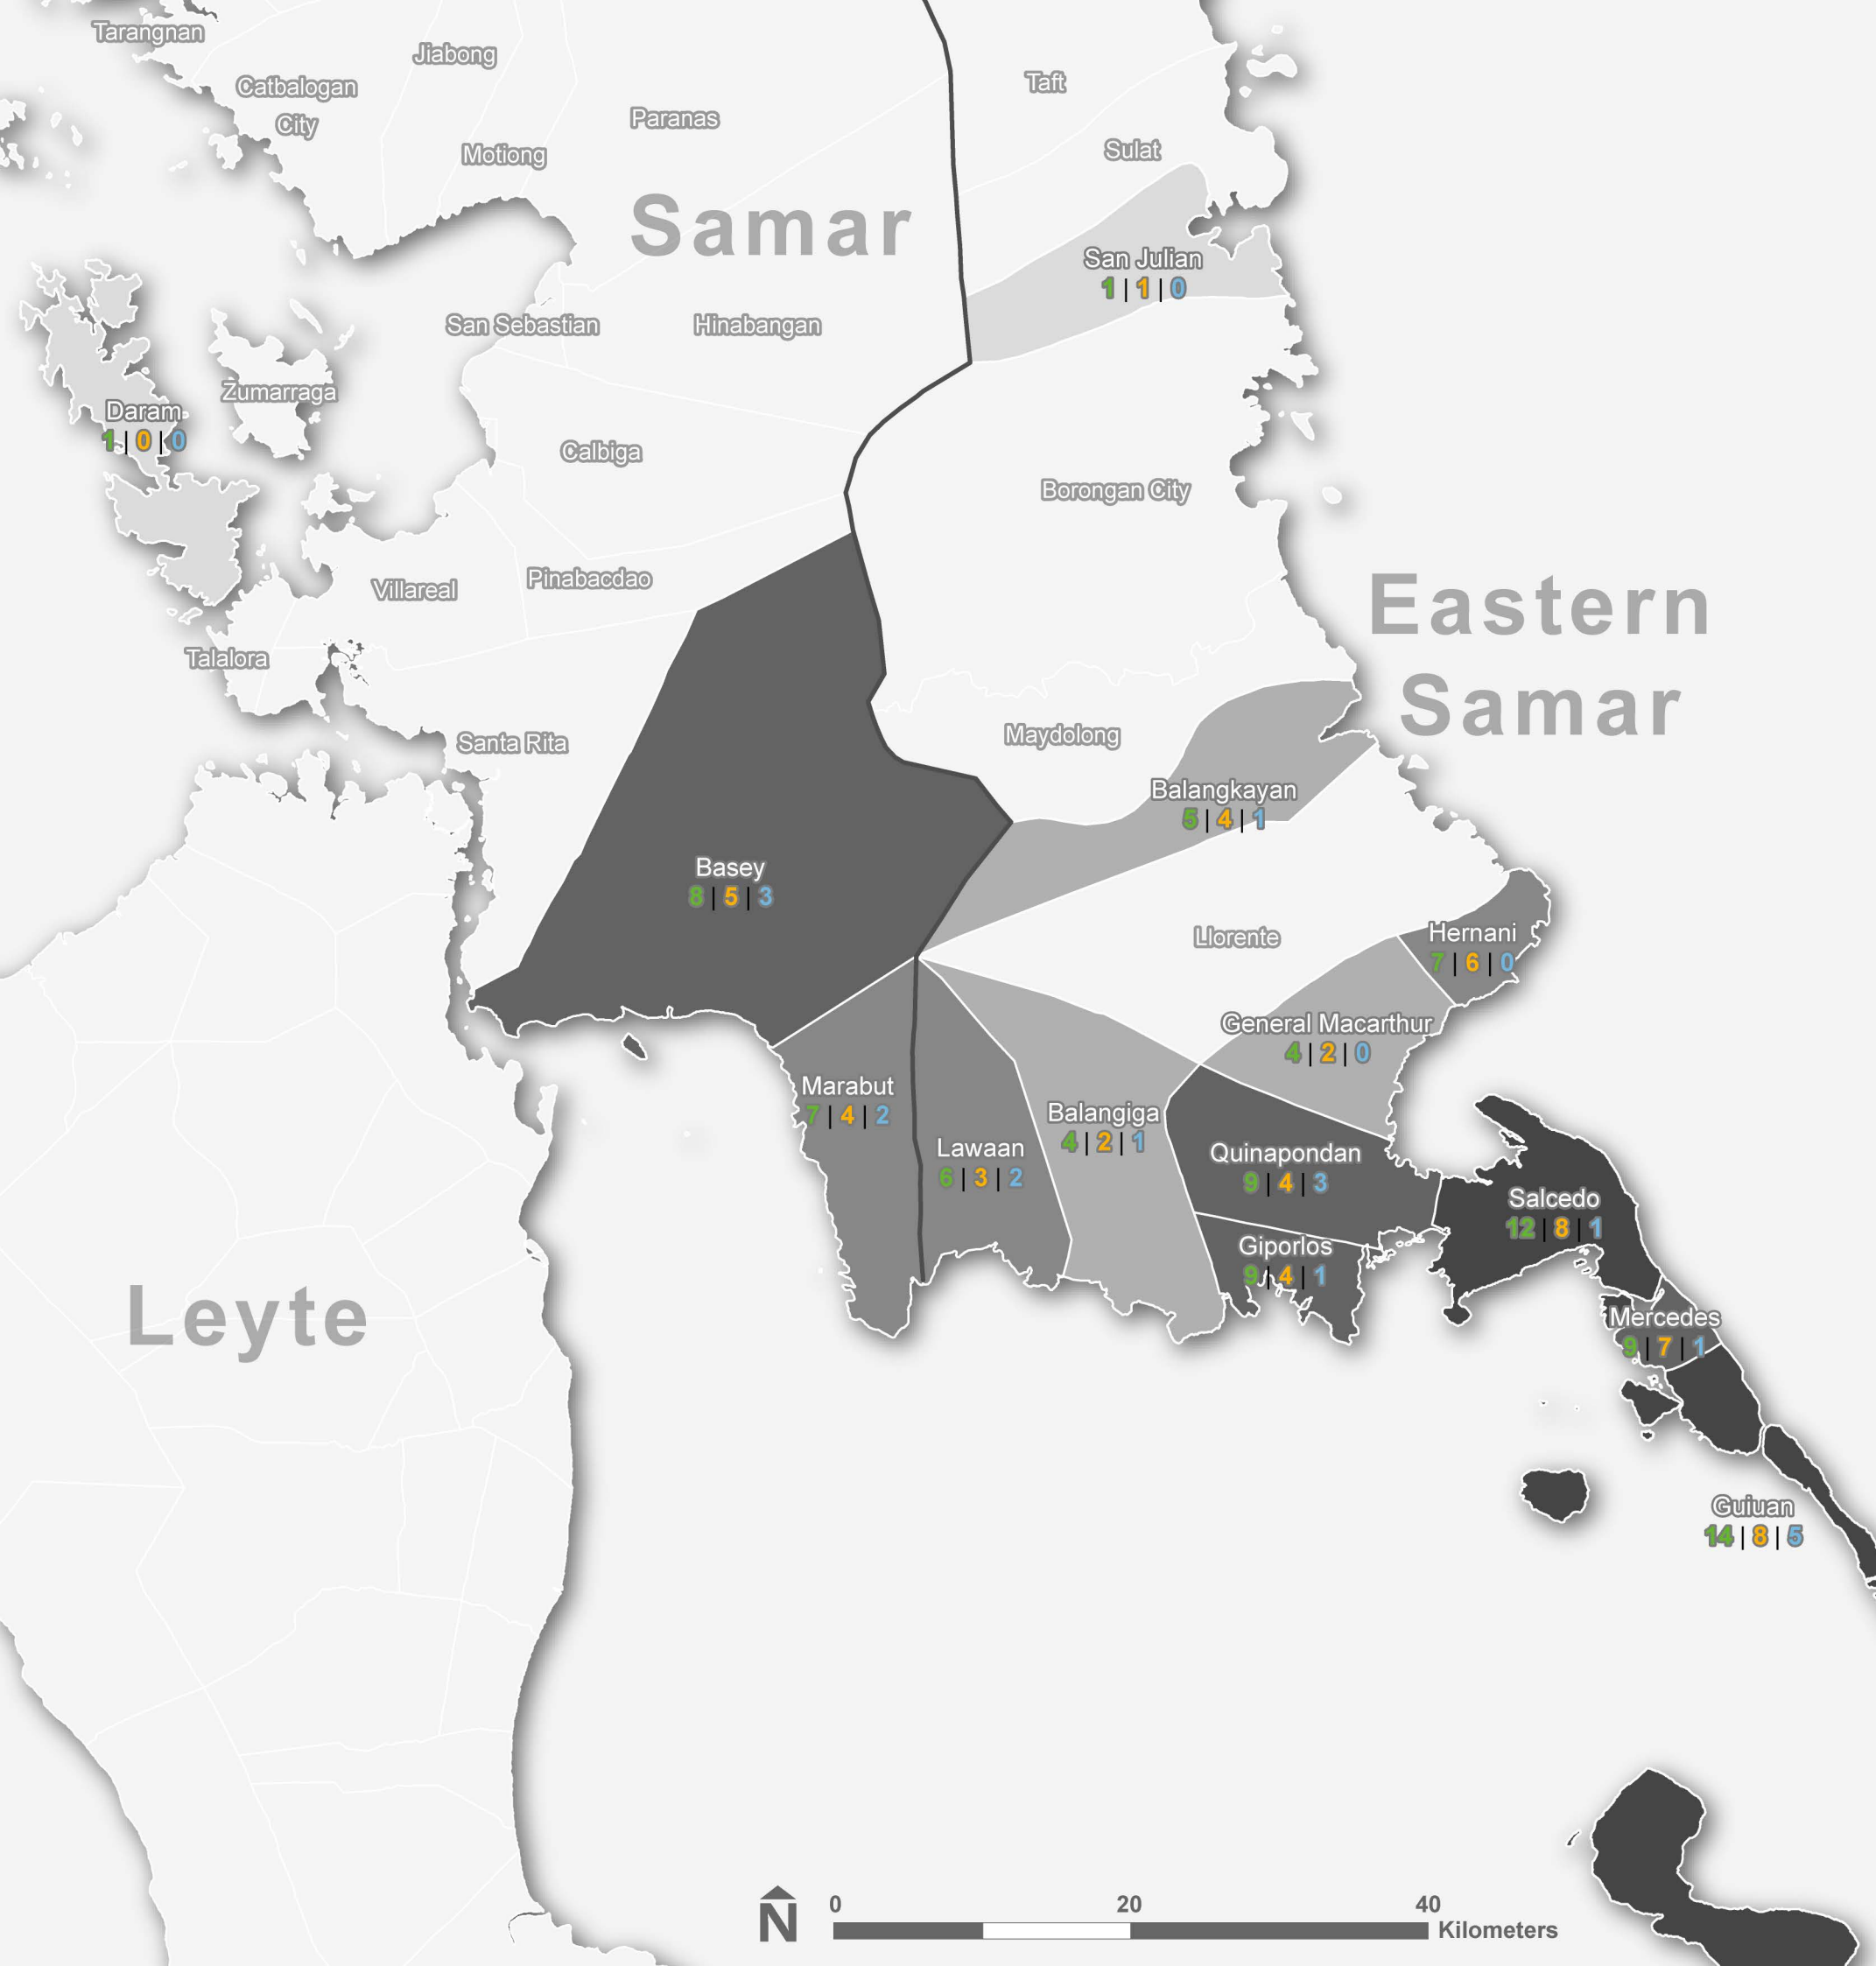 Tarangnan
Jiabong
Catbalogan
City
Taft
Paranas
Motiong
Sulat
Samar
San Julian
1 | 1 | 0
San Sebastian
Hinabangan
Zumarraga
Daram
1 | 0 | 0
Calbiga
Borongan City
Villareal
Pinabacdao
Eastern
Samar
Talalora
Santa Rita
Maydolong
Balangkayan
5 | 4 | 1
Basey
8 | 5 | 3
Llorente
Hernani
7 | 6 | 0
General Macarthur
4 | 2 | 0
Marabut
7 | 4 | 2
Balangiga
4 | 2 | 1
Lawaan
6 | 3 | 2
Quinapondan
9 | 4 | 3
Salcedo
12 | 8 | 1
Giporlos
9 | 4 | 1
Leyte
Mercedes
9 | 7 | 1
Guiuan
14 | 8 | 5
N
0 20 40
Kilometers